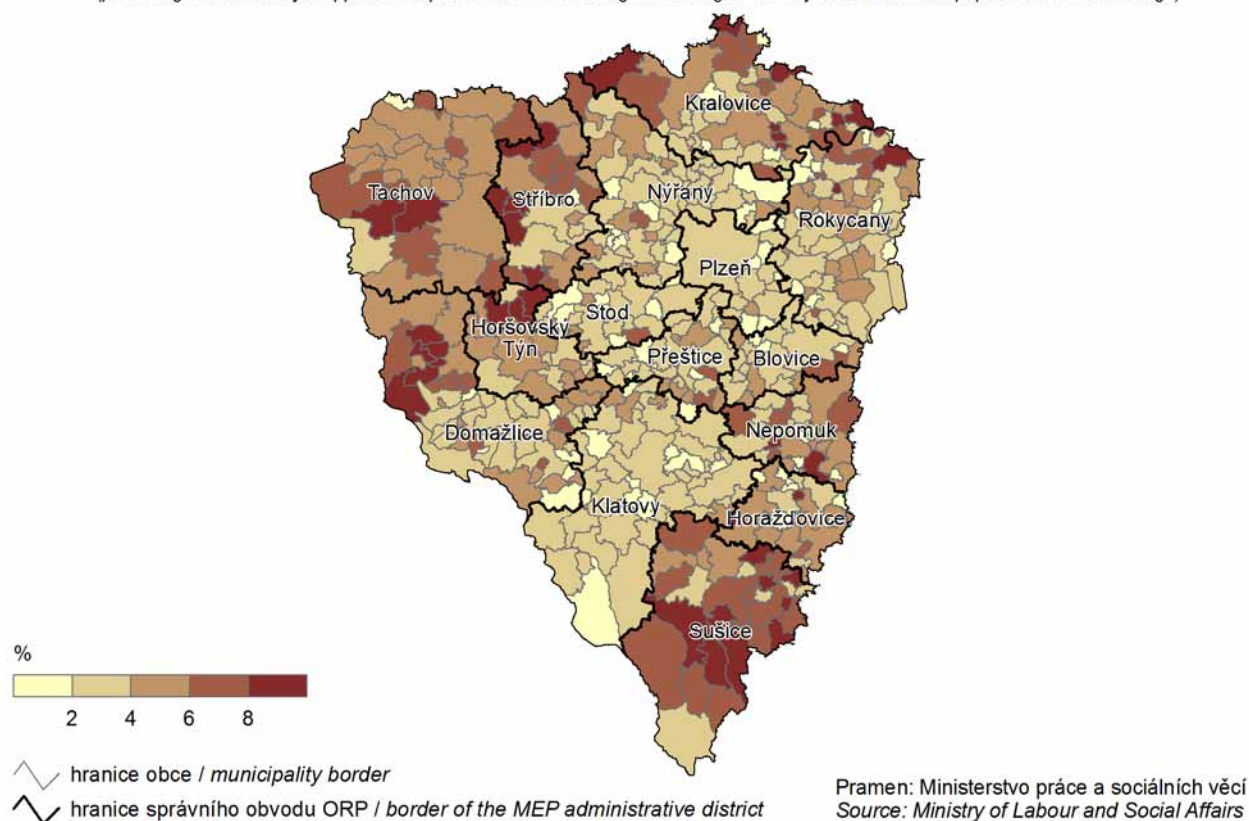 Kralovice
Tachov
Stříbro
Nýřany
Rokycany
Plzeň
Stod
Horšovský
Týn
Přeštice
Blovice
Domažlice
Nepomuk
Klatovy
Horažďovice
Sušice
%
2 4 6 8
hranice obce / municipality border
hranice správního obvodu ORP / border of the MEP administrative district
Pramen: Ministerstvo práce a sociálních věcí
Source: Ministry of Labour and Social Affairs